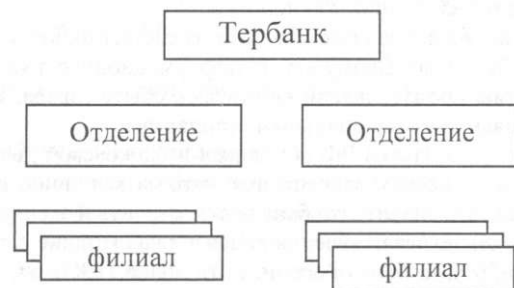 Тербанк
Отделение Отделение
филиал филиал